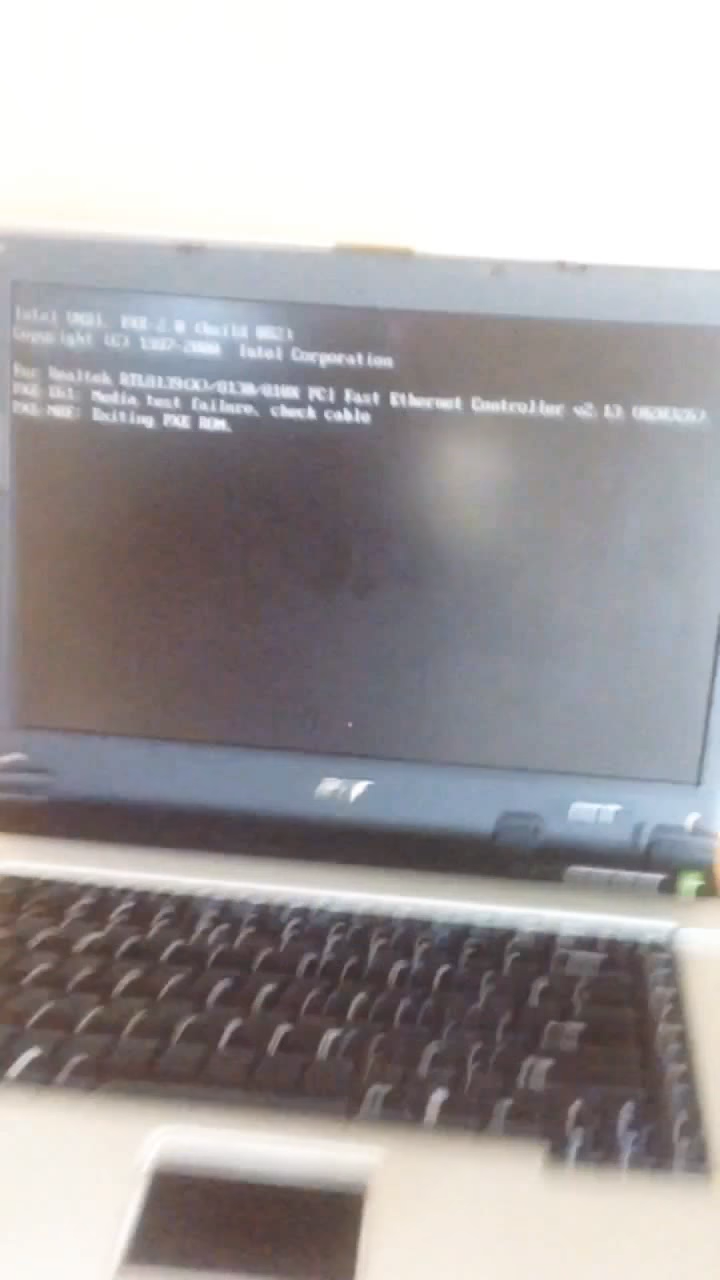 Intel UNDI, PXE-2.0 (build 082)
Copyright (C) 1997-2000 Intel Corporation
For Realtek RTL8139(X)/8130/810X PCI Fast Ethernet Controller v2.13
PXE-E61: Media test failure, check cable
PXE-M0F: Exiting PXE ROM.